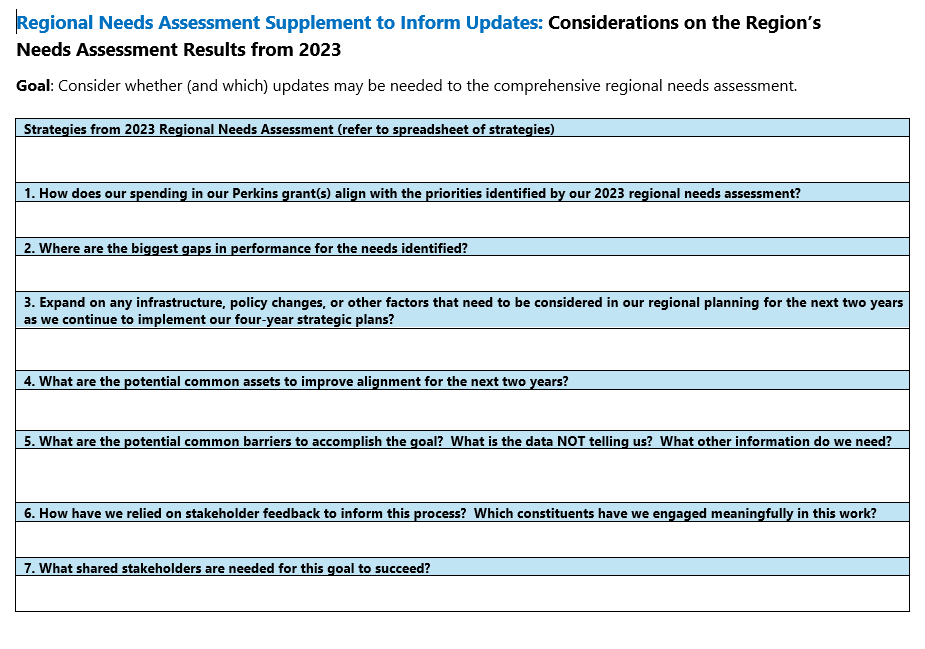 Regional Needs Assessment Supplement to Inform Updates: Considerations on the Region's
Needs Assessment Results from 2023
Goal: Consider whether (and which) updates may be needed to the comprehensive regional needs assessment.
Strategies from 2023 Regional Needs Assessment (refer to spreadsheet of strategies)
1. How does our spending in our Perkins grant(s) align with the priorities identified by our 2023 regional needs assessment?
2. Where are the biggest gaps in performance for the needs identified?
3. Expand on any infrastructure, policy changes, or other factors that need to be considered in our regional planning for the next two years
as we continue to implement our four-year strategic plans?
4. What are the potential common assets to improve alignment for the next two years?
5. What are the potential common barriers to accomplish the goal?  What is the data NOT telling us?  What other information do we need?
6. How have we relied on stakeholder feedback to inform this process?  Which constituents have we engaged meaningfully in this work?
7. What shared stakeholders are needed for this goal to succeed?